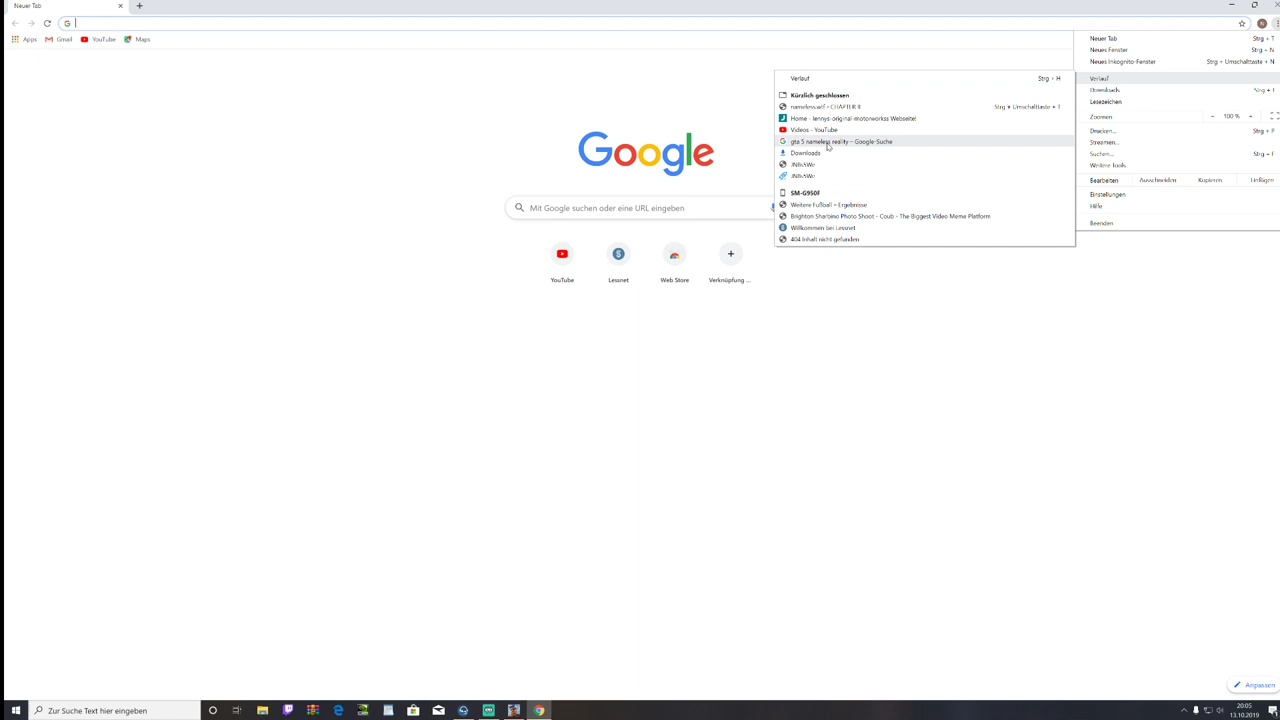 Neuer Tab
Apps Gmail YouTube Maps
Neuer Tab Strg + T
Neues Fenster Strg + N
Neues Inkognito-Fenster Strg + Umschalttaste + N
Verlauf
Downloads
Lesezeichen
Zoomen - 100 % +
Drucken...
Streamen...
Suchen... Strg + F
Weitere Tools
Bearbeiten Ausschneiden Kopieren Einfügen
Einstellungen
Hilfe
Beenden
Verlauf Strg + H
Kürzlich geschlossen
Strg + Umschalttaste + T
Home - lennys-original-motorworkss Webseite!
Videos - YouTube
gta 5 nameless reality – Google-Suche
Downloads
SM-G950F
Weitere Fußball – Ergebnisse
Brighton Sharbino Photo Shoot - Coub - The Biggest Video Meme Platform
Willkommen bei Lessnet
404 Inhalt nicht gefunden
Google
Mit Google suchen oder eine URL eingeben
YouTube Lessnet Web Store Verknüpfung ...
Anpassen
Zur Suche Text hier eingeben
20:05
13.10.2019